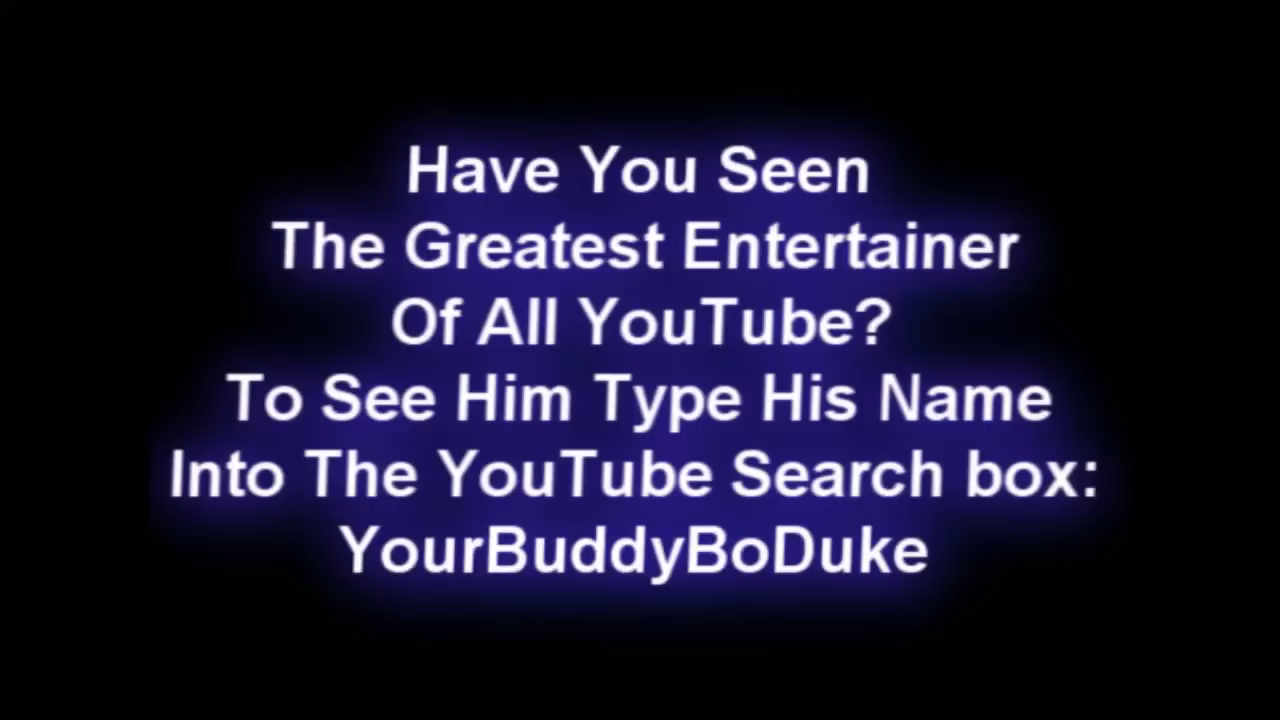 Have You Seen
The Greatest Entertainer
Of All YouTube?
To See Him Type His Name
Into The YouTube Search box:
YourBuddyBoDuke